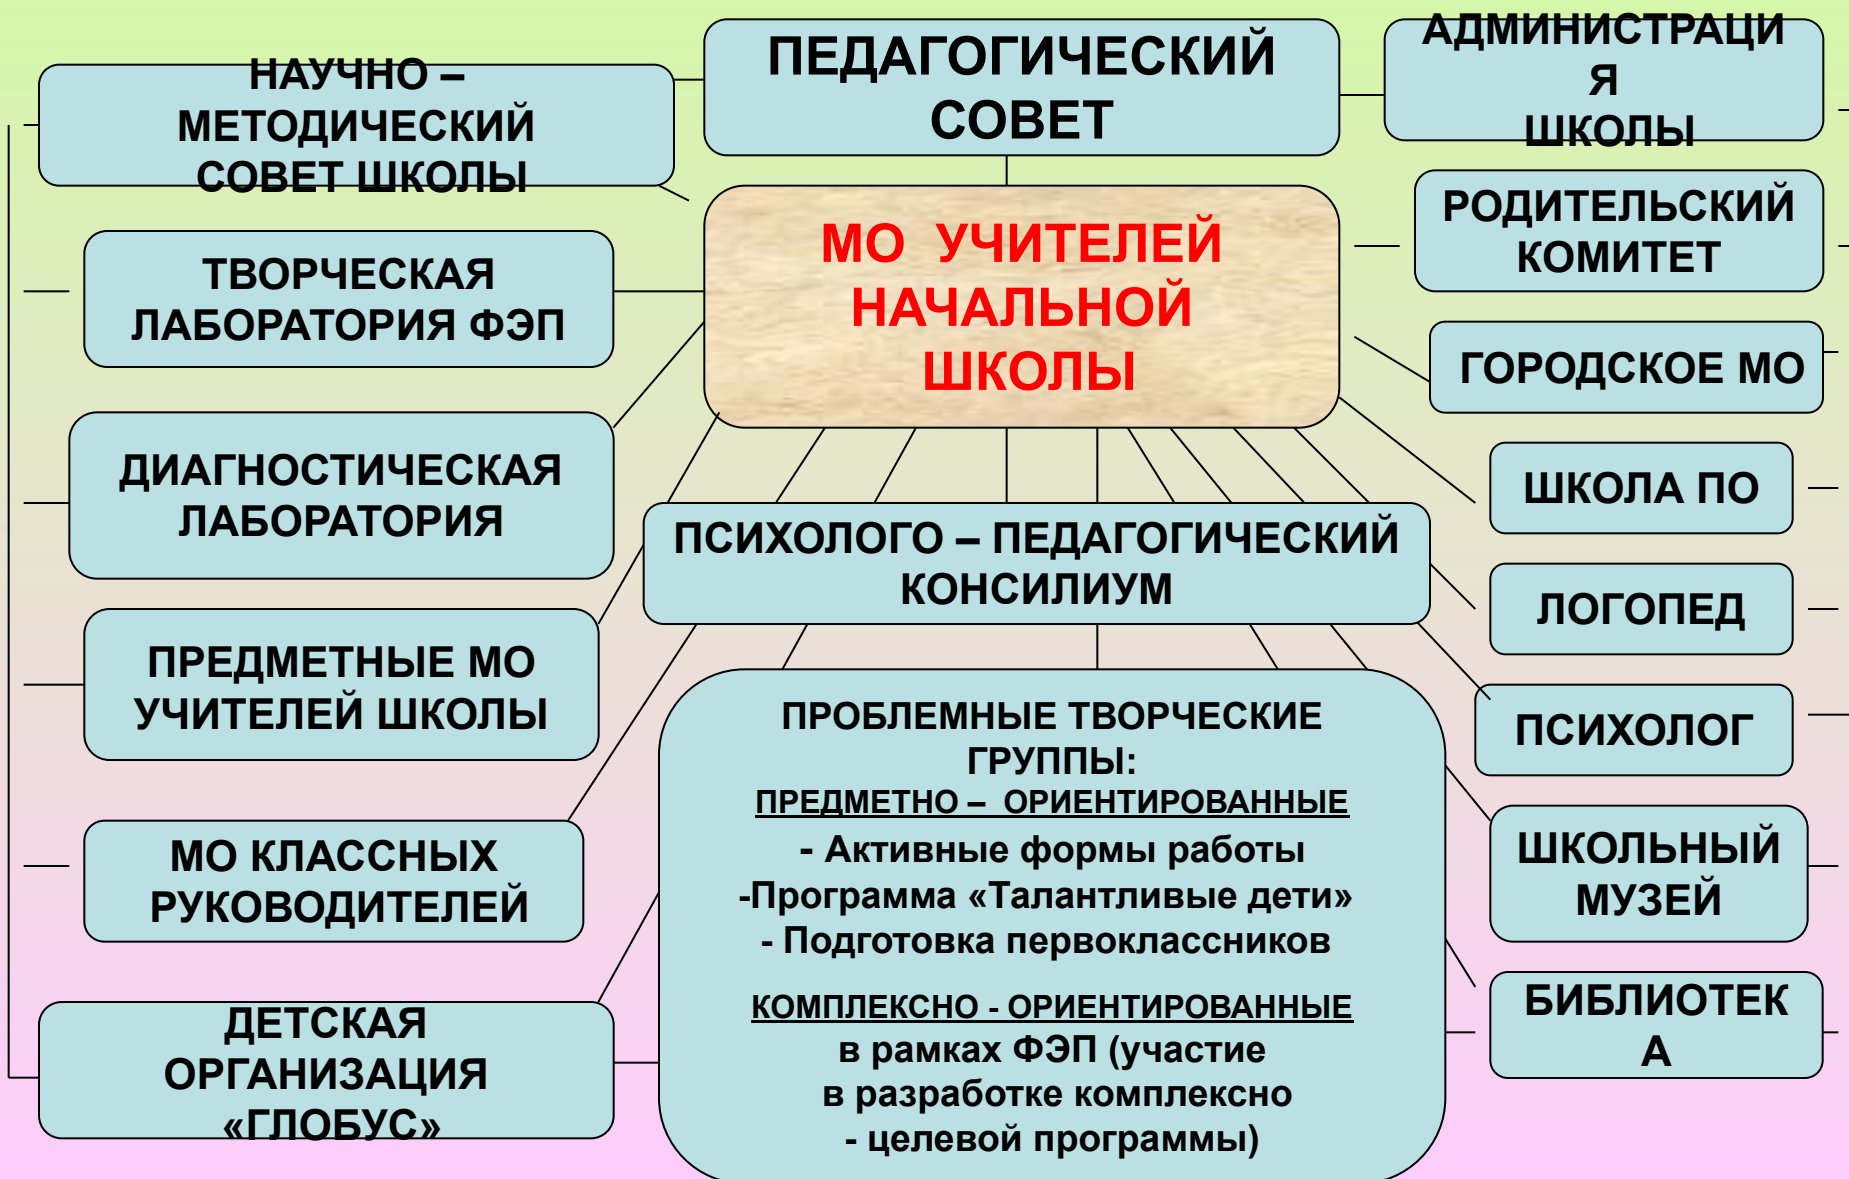 НАУЧНО –
МЕТОДИЧЕСКИЙ
СОВЕТ ШКОЛЫ
ПЕДАГОГИЧЕСКИЙ
СОВЕТ
АДМИНИСТРАЦИ
Я
ШКОЛЫ
МО УЧИТЕЛЕЙ
НАЧАЛЬНОЙ
ШКОЛЫ
РОДИТЕЛЬСКИЙ
КОМИТЕТ
ТВОРЧЕСКАЯ
ЛАБОРАТОРИЯ ФЭП
ГОРОДСКОЕ МО
ДИАГНОСТИЧЕСКАЯ
ЛАБОРАТОРИЯ
ШКОЛА ПО
ПСИХОЛОГО – ПЕДАГОГИЧЕСКИЙ
КОНСИЛИУМ
ЛОГОПЕД
ПРЕДМЕТНЫЕ МО
УЧИТЕЛЕЙ ШКОЛЫ
ПСИХОЛОГ
ПРОБЛЕМНЫЕ ТВОРЧЕСКИЕ
ГРУППЫ:
ПРЕДМЕТНО – ОРИЕНТИРОВАННЫЕ
- Активные формы работы
-Программа «Талантливые дети»
- Подготовка первоклассников
КОМПЛЕКСНО - ОРИЕНТИРОВАННЫЕ
в рамках ФЭП (участие
в разработке комплексно
- целевой программы)
МО КЛАССНЫХ
РУКОВОДИТЕЛЕЙ
ШКОЛЬНЫЙ
МУЗЕЙ
ДЕТСКАЯ
ОРГАНИЗАЦИЯ
«ГЛОБУС»
БИБЛИОТЕК
А